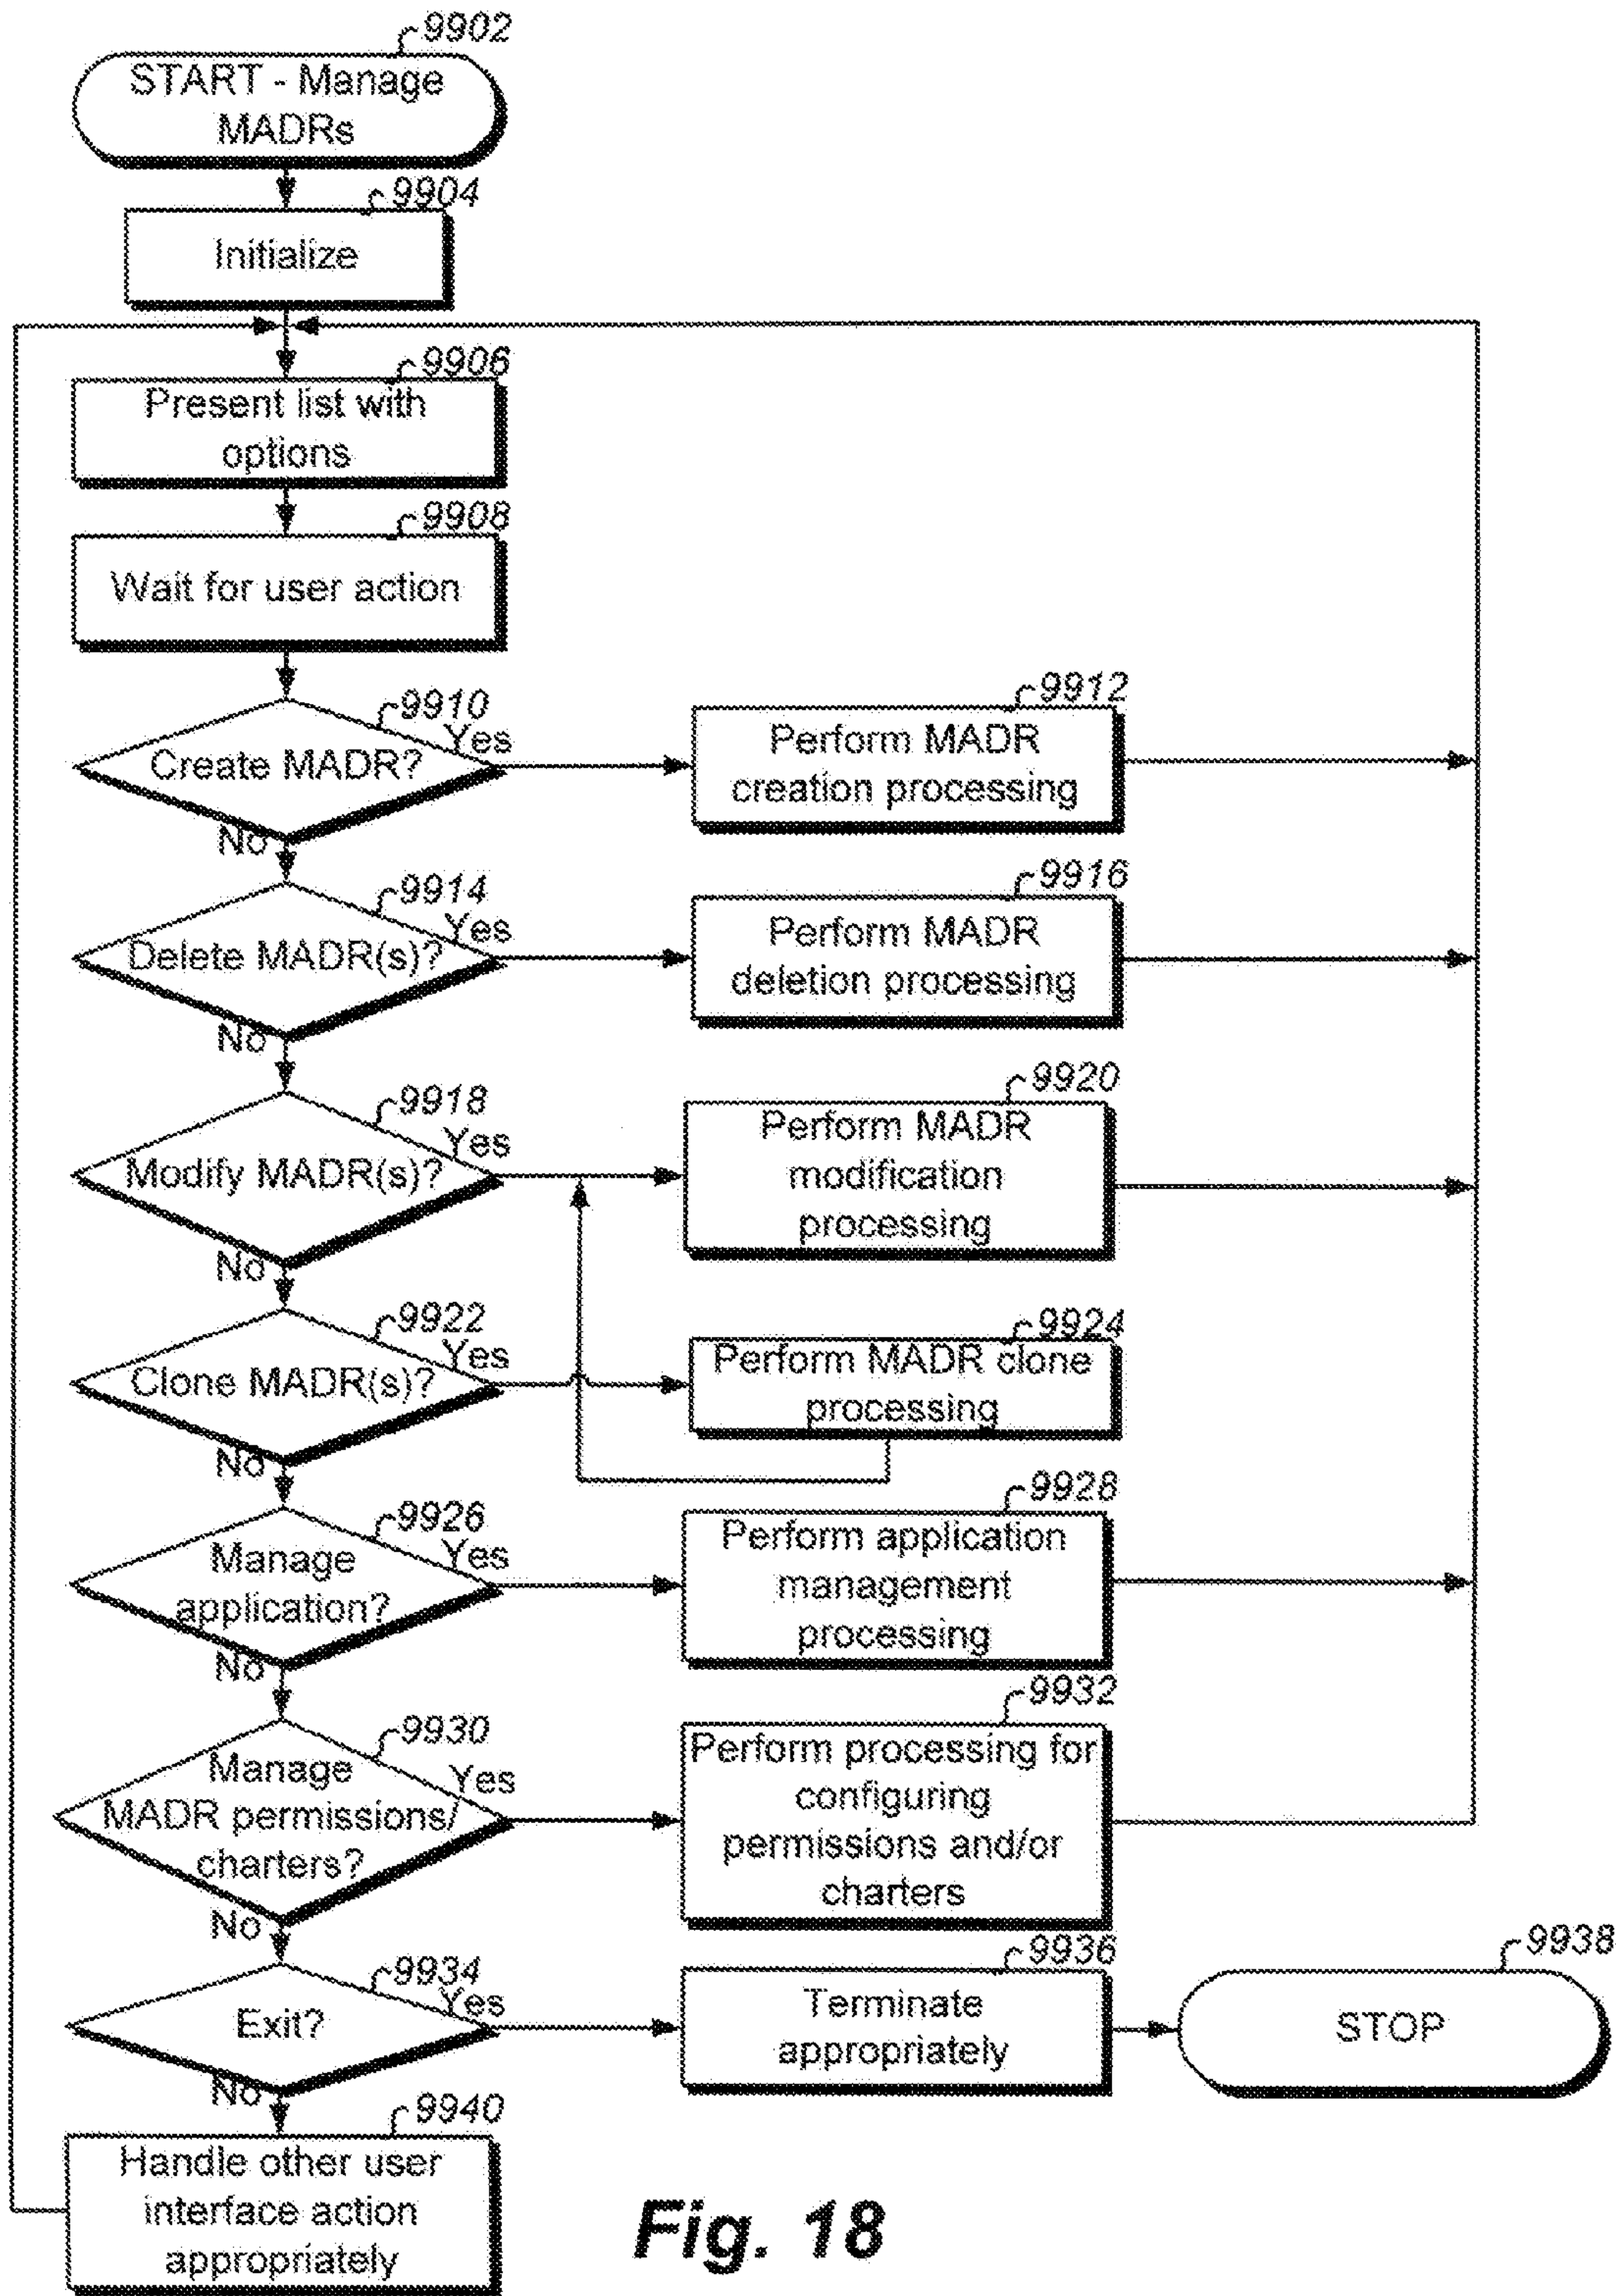 9902
START - Manage
MADRs
9904
Initialize
9906
Present list with
options
9908
Wait for user action
9910
Create MADR?
Yes
No
9912
Perform MADR
creation processing
9914
Delete MADR(s)?
Yes
No
9916
Perform MADR
deletion processing
9918
Modify MADR(s)?
Yes
No
9920
Perform MADR
modification
processing
9922
Clone MADR(s)?
Yes
No
9924
Perform MADR clone
processing
9926
Manage
application?
Yes
No
9928
Perform application
management
processing
9930
Manage
MADR permissions/
charters?
Yes
No
9932
Perform processing for
configuring
permissions and/or
charters
9934
Exit?
Yes
No
9936
Terminate
appropriately
9938
STOP
9940
Handle other user
interface action
appropriately
Fig. 18